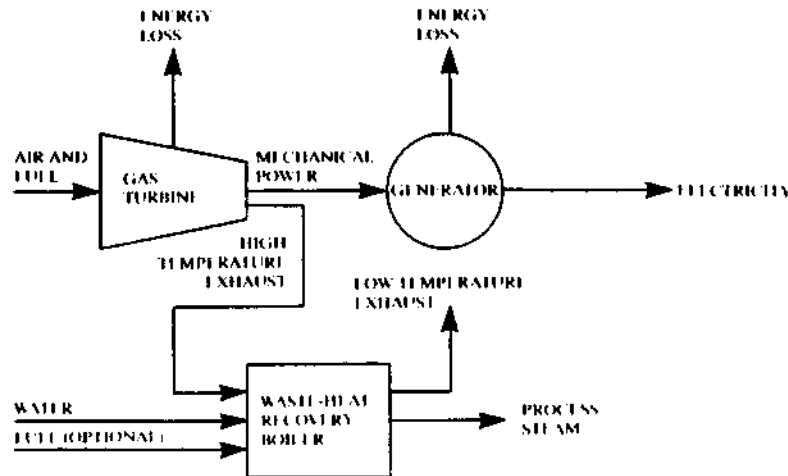 ENERGY
LOSS
ENERGY
LOSS
AIR AND
FUEL
GAS
TURBINE
MECHANICAL
POWER
GENERATOR
ELECTRICITY
HIGH
TEMPERATURE
EXHAUST
LOW-TEMPERATURE
EXHAUST
WATER
FUEL (OPTIONAL)
WASTE-HEAT
RECOVERY
BOILER
PROCESS
STEAM